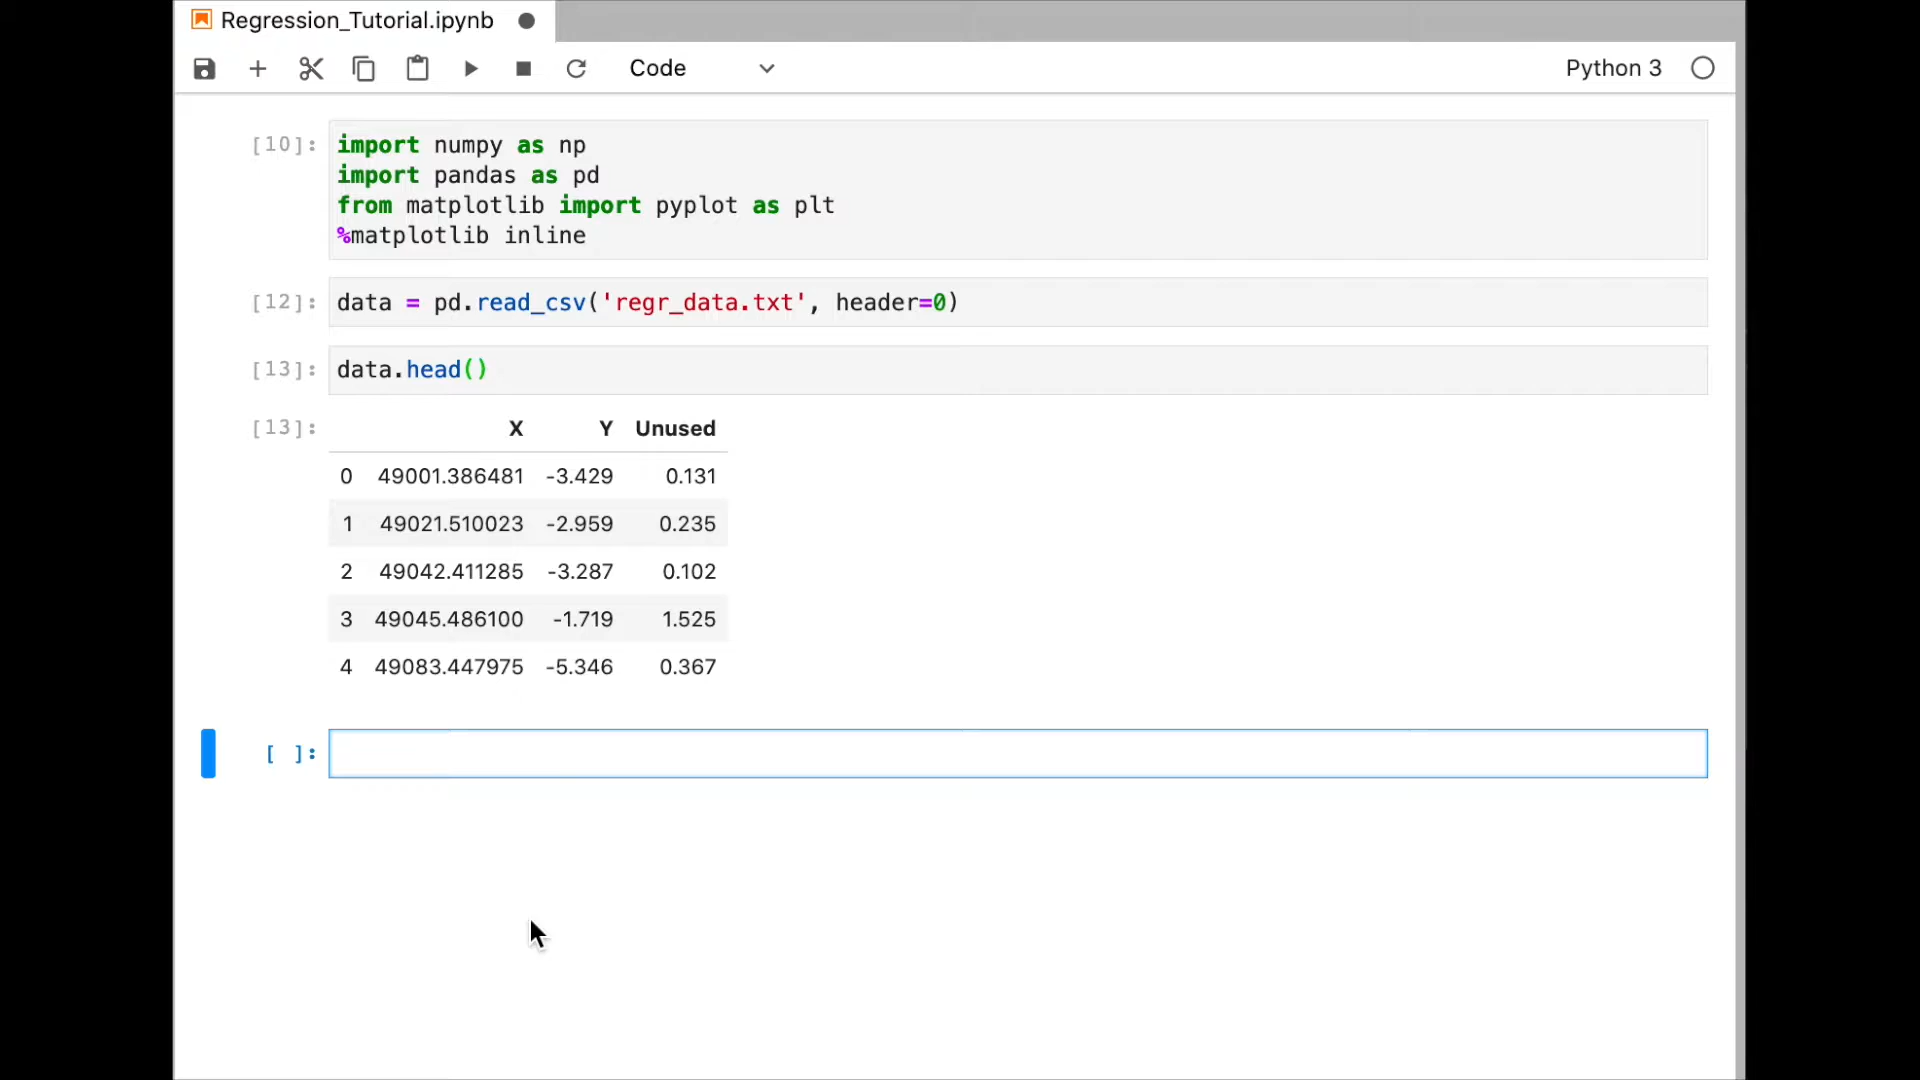 Regression_Tutorial.ipynb
Code
Python 3
[10]:
import numpy as np
import pandas as pd
from matplotlib import pyplot as plt
%matplotlib inline
[12]:
data = pd.read_csv('regr_data.txt', header=0)
[13]:
data.head()
[13]:
X Y Unused
0 49001.386481 -3.429 0.131
1 49021.510023 -2.959 0.235
2 49042.411285 -3.287 0.102
3 49045.486100 -1.719 1.525
4 49083.447975 -5.346 0.367
[ ]: